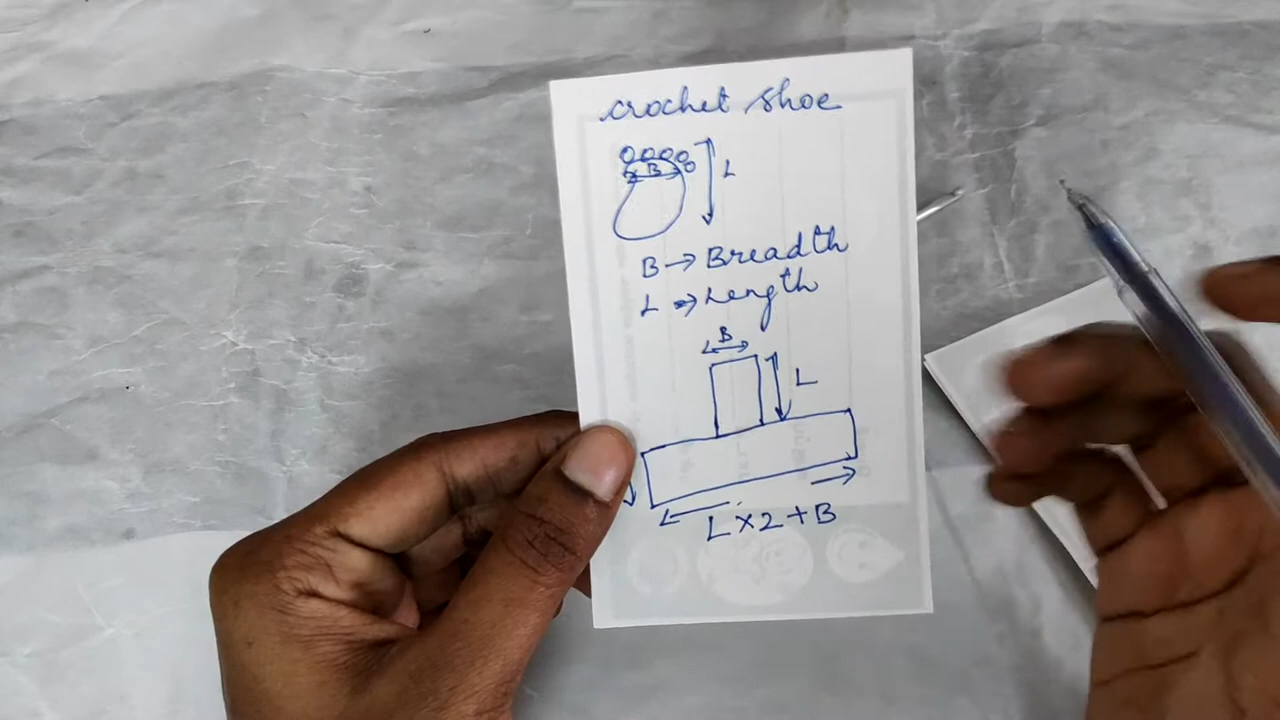 crochet shoe
B
L
B → Breadth
L → Length
B
L
L x 2 + B